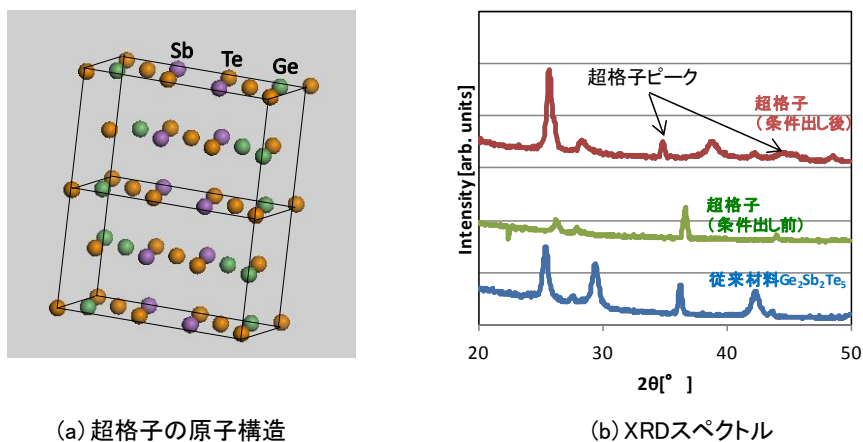 Sb Te Ge
(a) 超格子の原子構造
Intensity [arb. units]
超格子ピーク
超格子
(条件出し後)
超格子
(条件出し前)
従来材料Ge₂Sb₂Te₅
20 30 40 50
2θ[°]
(b) XRDスペクトル